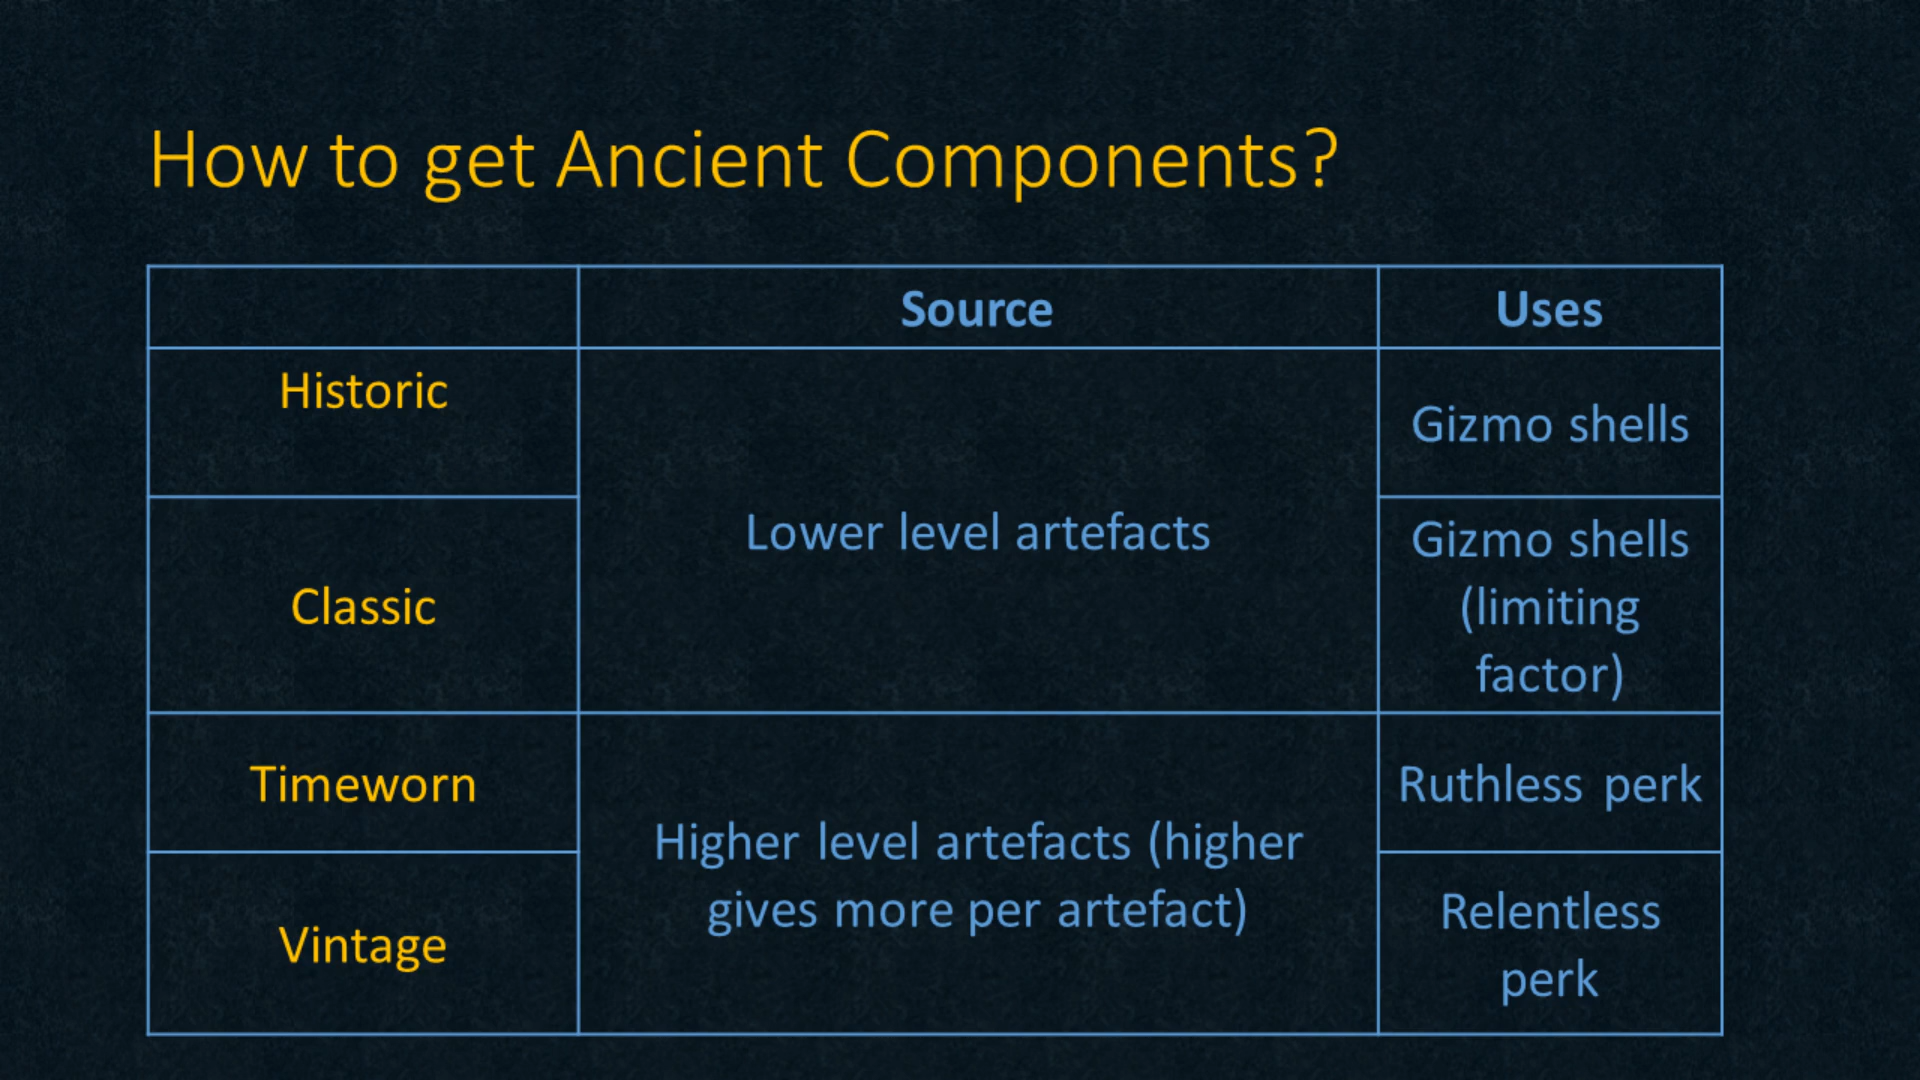 How to get Ancient Components?
Source
Uses
Historic
Lower level artefacts
Gizmo shells
Classic
Gizmo shells
(limiting
factor)
Timeworn
Higher level artefacts (higher
gives more per artefact)
Ruthless perk
Vintage
Relentless
perk